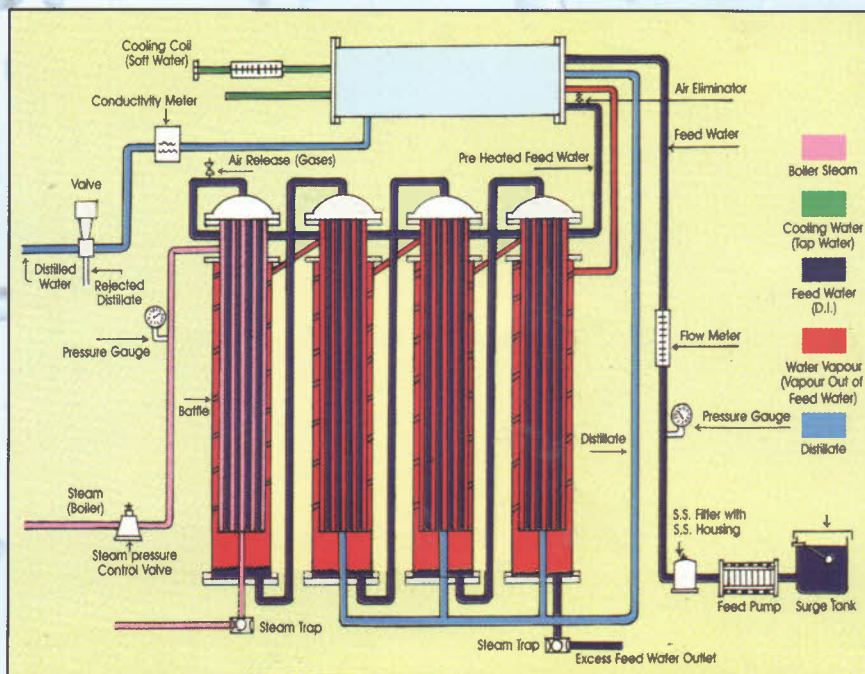 Cooling Coil
(Soft Water)
Conductivity Meter
Air Release (Gases)
Valve
Distilled
Water
Rejected
Distillate
Pressure Gauge
Baffle
Steam
(Boiler)
Steam pressure
Control Valve
Steam Trap
Air Eliminator
Pre Heated Feed Water
Feed Water
Flow Meter
Pressure Gauge
Distillate
S.S. Filter with
S.S. Housing
Feed Pump
Surge Tank
Steam Trap
Excess Feed Water Outlet
Boiler Steam
Cooling Water
(Tap Water)
Feed Water
(D.I.)
Water Vapour
(Vapour Out of
Feed Water)
Distillate